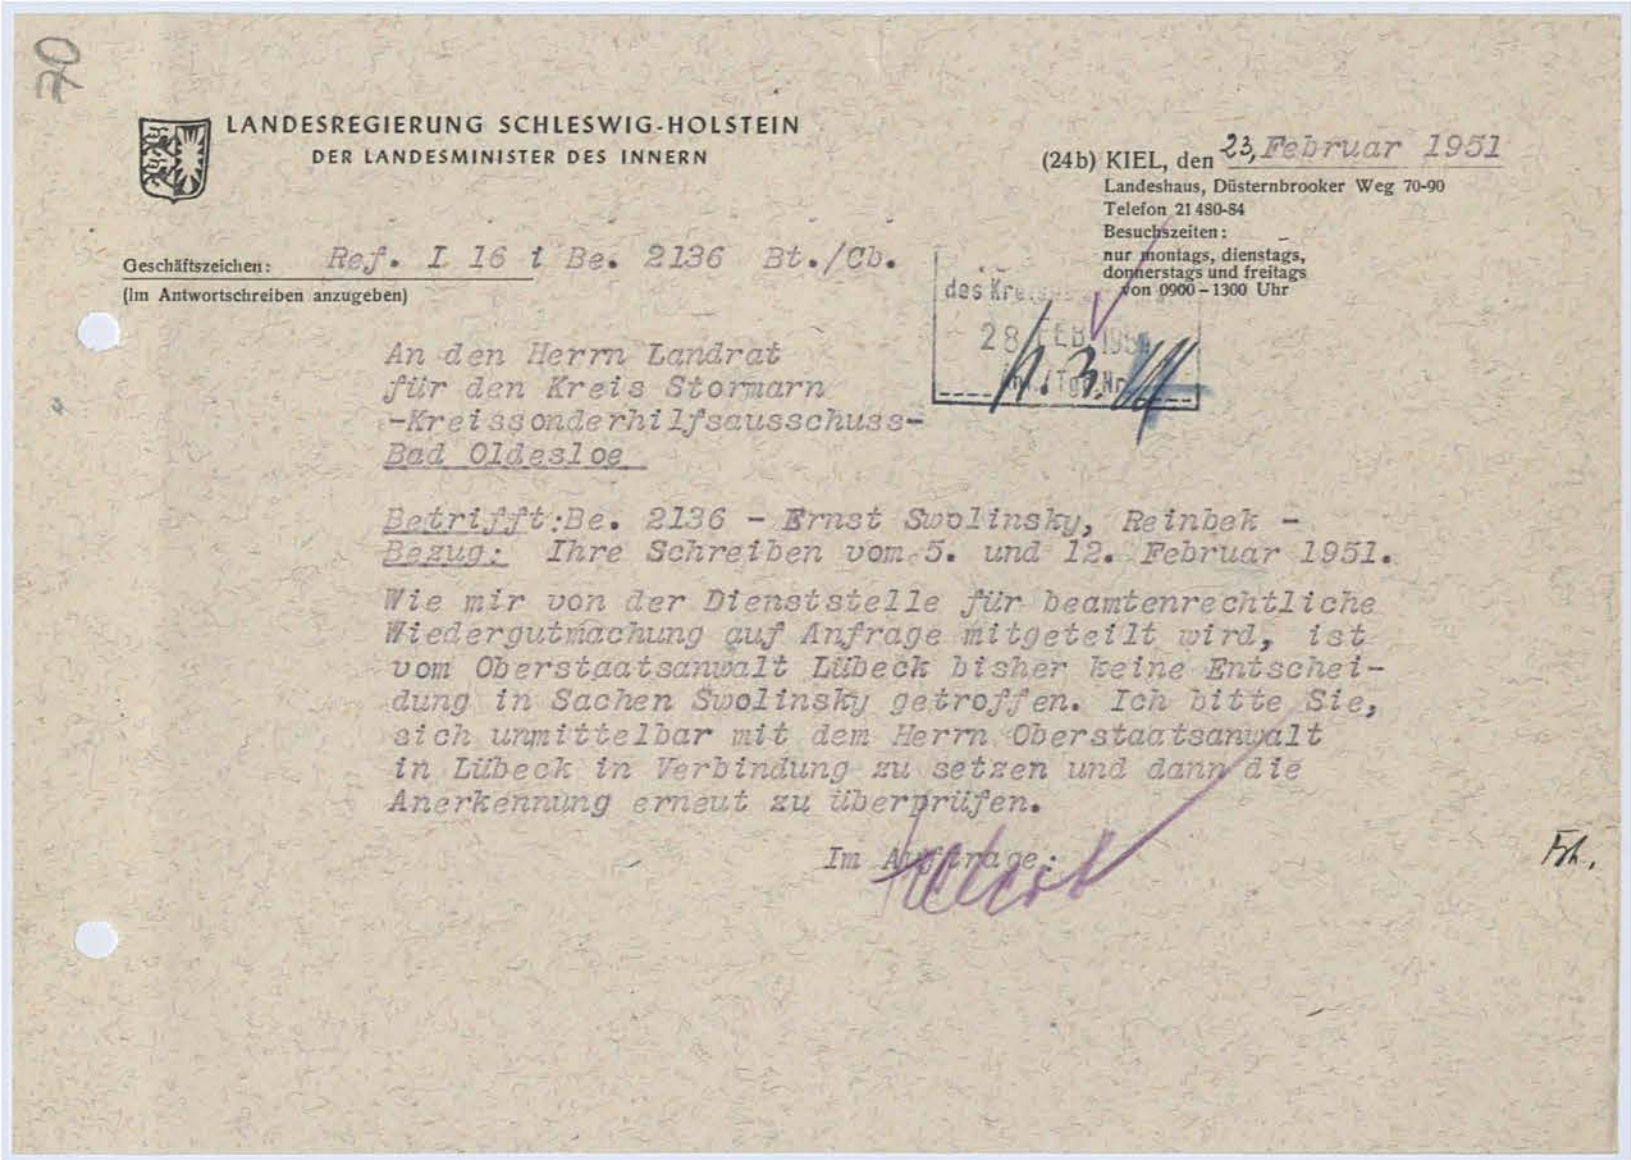 70
LANDESREGIERUNG SCHLESWIG-HOLSTEIN
DER LANDESMINISTER DES INNERN
(24b) KIEL, den 23, Februar 1951
Landeshaus, Düsternbrooker Weg 70-90
Telefon 21 480-84
Besuchszeiten:
nur montags, dienstags,
donnerstags und freitags
von 0900 – 1300 Uhr
Geschäftszeichen: Ref. I 16 i Be. 2136 Bt./Cb.
(Im Antwortschreiben anzugeben)
des
28 FEB. 195
/Tgb.Nr.
An den Herrn Landrat
für den Kreis Stormarn
-Kreissonderhilfsausschuss-
Bad Oldesloe
Betrifft:Be. 2136 - Ernst Swolinsky, Reinbek -
Bezug: Ihre Schreiben vom 5. und 12. Februar 1951.
Wie mir von der Dienststelle für beamtenrechtliche
Wiedergutmachung auf Anfrage mitgeteilt wird, ist
vom Oberstaatsanwalt Lübeck bisher keine Entschei-
dung in Sachen Swolinsky getroffen. Ich bitte Sie,
sich unmittelbar mit dem Herrn Oberstaatsanwalt
in Lübeck in Verbindung zu setzen und dann die
Anerkennung erneut zu überprüfen.
Im Auftrage: